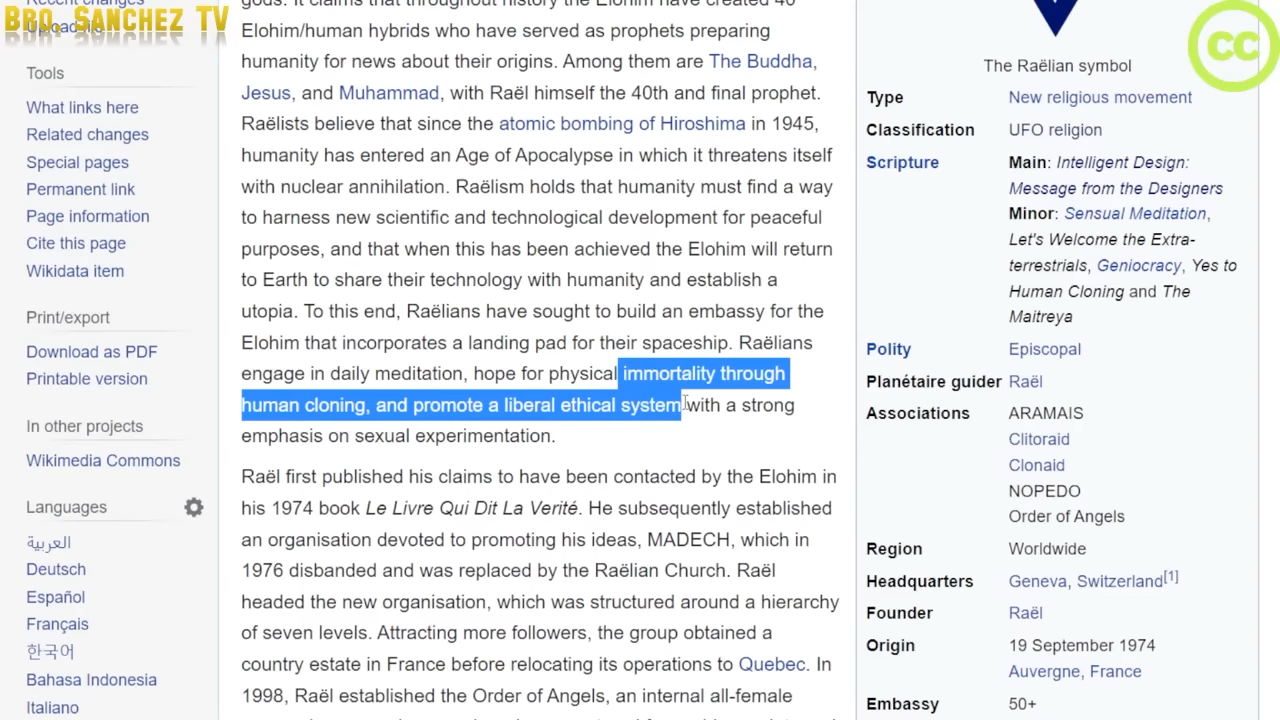 BRO. SANCHEZ TV
Recent changes
Upload file
Tools
What links here
Related changes
Special pages
Permanent link
Page information
Cite this page
Wikidata item
Print/export
Download as PDF
Printable version
In other projects
Wikimedia Commons
Languages
العربية
Deutsch
Español
Français
한국어
Bahasa Indonesia
Italiano
gods. It claims that throughout history the Elohim have created 40
Elohim/human hybrids who have served as prophets preparing
humanity for news about their origins. Among them are The Buddha,
Jesus, and Muhammad, with Raël himself the 40th and final prophet.
Raëlists believe that since the atomic bombing of Hiroshima in 1945,
humanity has entered an Age of Apocalypse in which it threatens itself
with nuclear annihilation. Raëlism holds that humanity must find a way
to harness new scientific and technological development for peaceful
purposes, and that when this has been achieved the Elohim will return
to Earth to share their technology with humanity and establish a
utopia. To this end, Raëlians have sought to build an embassy for the
Elohim that incorporates a landing pad for their spaceship. Raëlians
engage in daily meditation, hope for physical immortality through
human cloning, and promote a liberal ethical system with a strong
emphasis on sexual experimentation.
Raël first published his claims to have been contacted by the Elohim in
his 1974 book Le Livre Qui Dit La Verité. He subsequently established
an organisation devoted to promoting his ideas, MADECH, which in
1976 disbanded and was replaced by the Raëlian Church. Raël
headed the new organisation, which was structured around a hierarchy
of seven levels. Attracting more followers, the group obtained a
country estate in France before relocating its operations to Quebec. In
1998, Raël established the Order of Angels, an internal all-female
CC
The Raëlian symbol
Type New religious movement
Classification UFO religion
Scripture Main: Intelligent Design:
Message from the Designers
Minor: Sensual Meditation,
Let's Welcome the Extra-
terrestrials, Geniocracy, Yes to
Human Cloning and The
Maitreya
Polity Episcopal
Planétaire guider Raël
Associations ARAMAIS
Clitoraid
Clonaid
NOPEDO
Order of Angels
Region Worldwide
Headquarters Geneva, Switzerland[1]
Founder Raël
Origin 19 September 1974
Auvergne, France
Embassy 50+